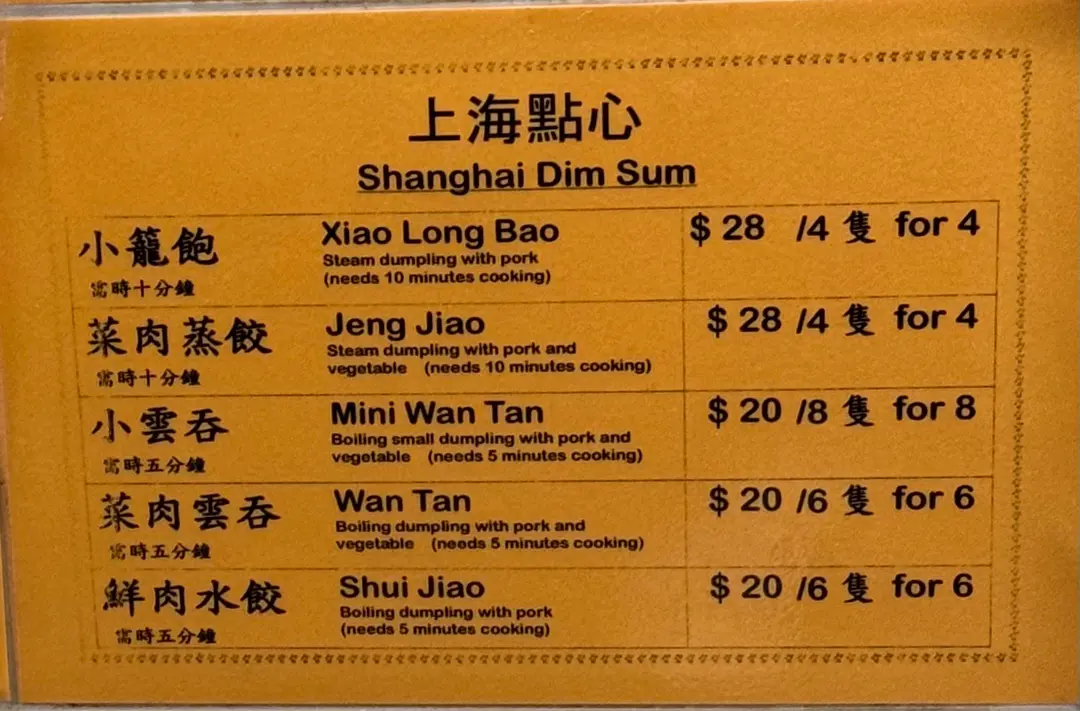 上海點心
Shanghai Dim Sum
小籠飽 Xiao Long Bao $ 28 /4 隻 for 4
Steam dumpling with pork
需時十分鐘 (needs 10 minutes cooking)
菜肉蒸餃 Jeng Jiao $ 28 /4 隻 for 4
Steam dumpling with pork and
需時十分鐘 vegetable (needs 10 minutes cooking)
小雲吞 Mini Wan Tan $ 20 /8 隻 for 8
Boiling small dumpling with pork and
需時五分鐘 vegetable (needs 5 minutes cooking)
菜肉雲吞 Wan Tan $ 20 /6 隻 for 6
Boiling dumpling with pork and
需時五分鐘 vegetable (needs 5 minutes cooking)
鮮肉水餃 Shui Jiao $ 20 /6 隻 for 6
Boiling dumpling with pork
需時五分鐘 (needs 5 minutes cooking)